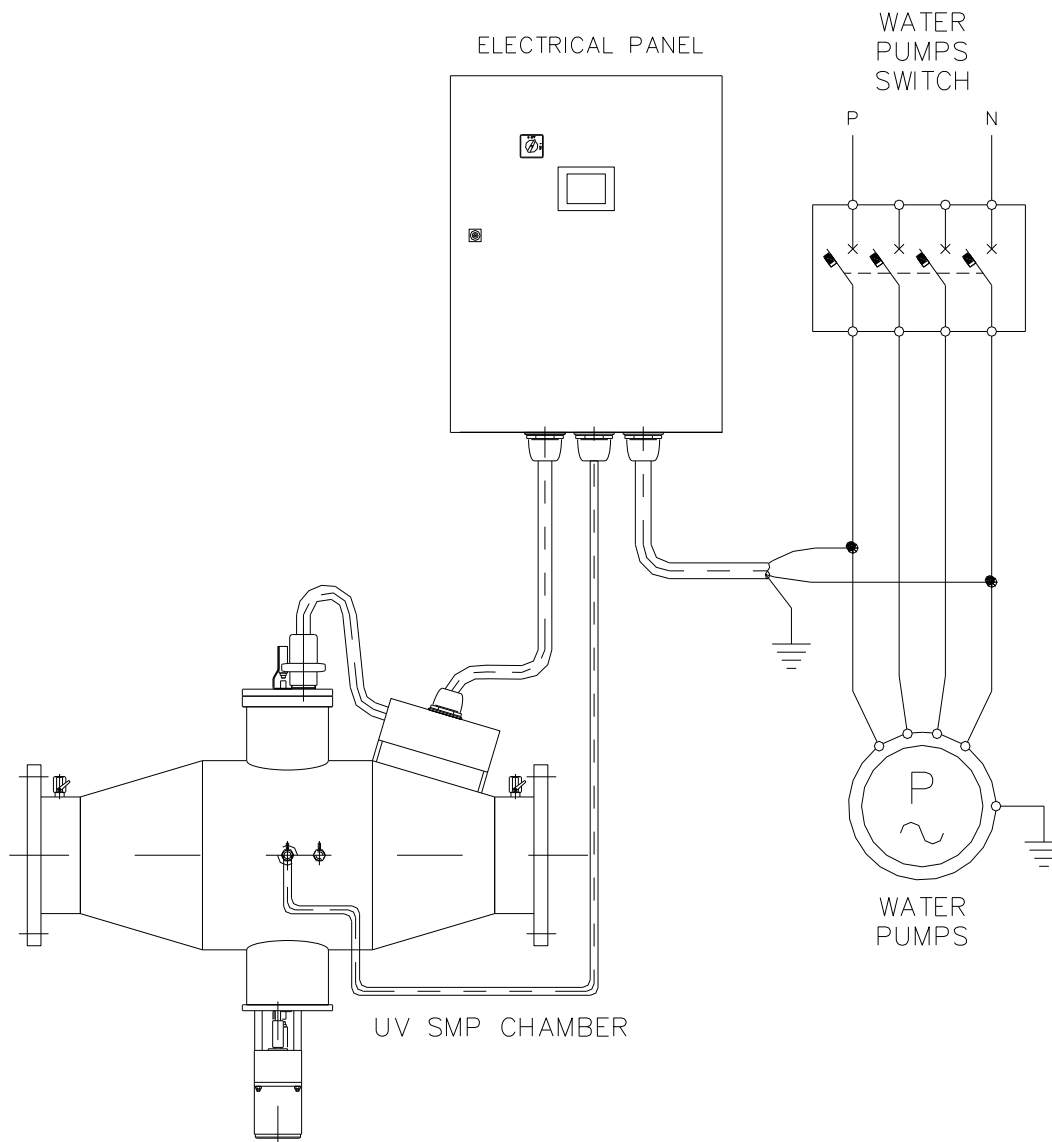 ELECTRICAL PANEL
WATER
PUMPS
SWITCH
P
N
P
WATER
PUMPS
UV SMP CHAMBER